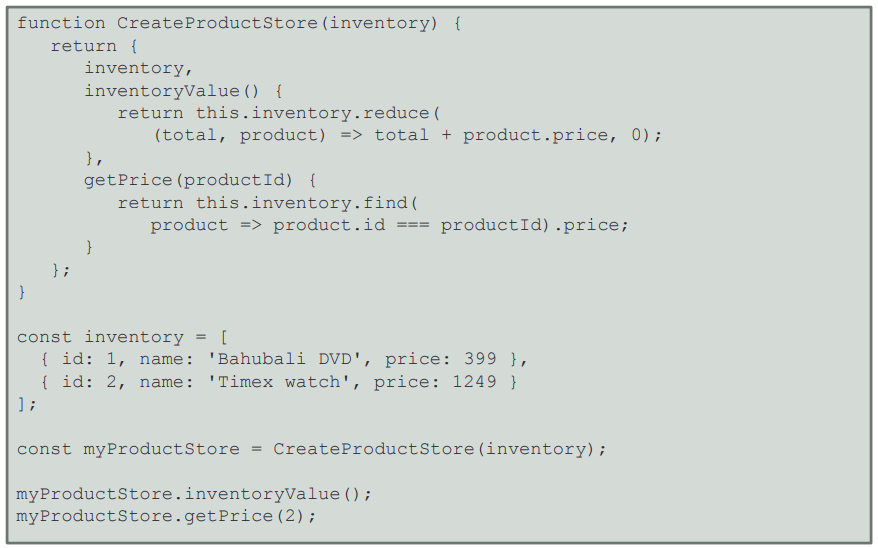 function CreateProductStore(inventory) {
   return {
      inventory,
      inventoryValue() {
         return this.inventory.reduce(
            (total, product) => total + product.price, 0);
      },
      getPrice(productId) {
         return this.inventory.find(
            product => product.id === productId).price;
      }
   };
}

const inventory = [
  { id: 1, name: 'Bahubali DVD', price: 399 },
  { id: 2, name: 'Timex watch', price: 1249 }
];

const myProductStore = CreateProductStore(inventory);

myProductStore.inventoryValue();
myProductStore.getPrice(2);